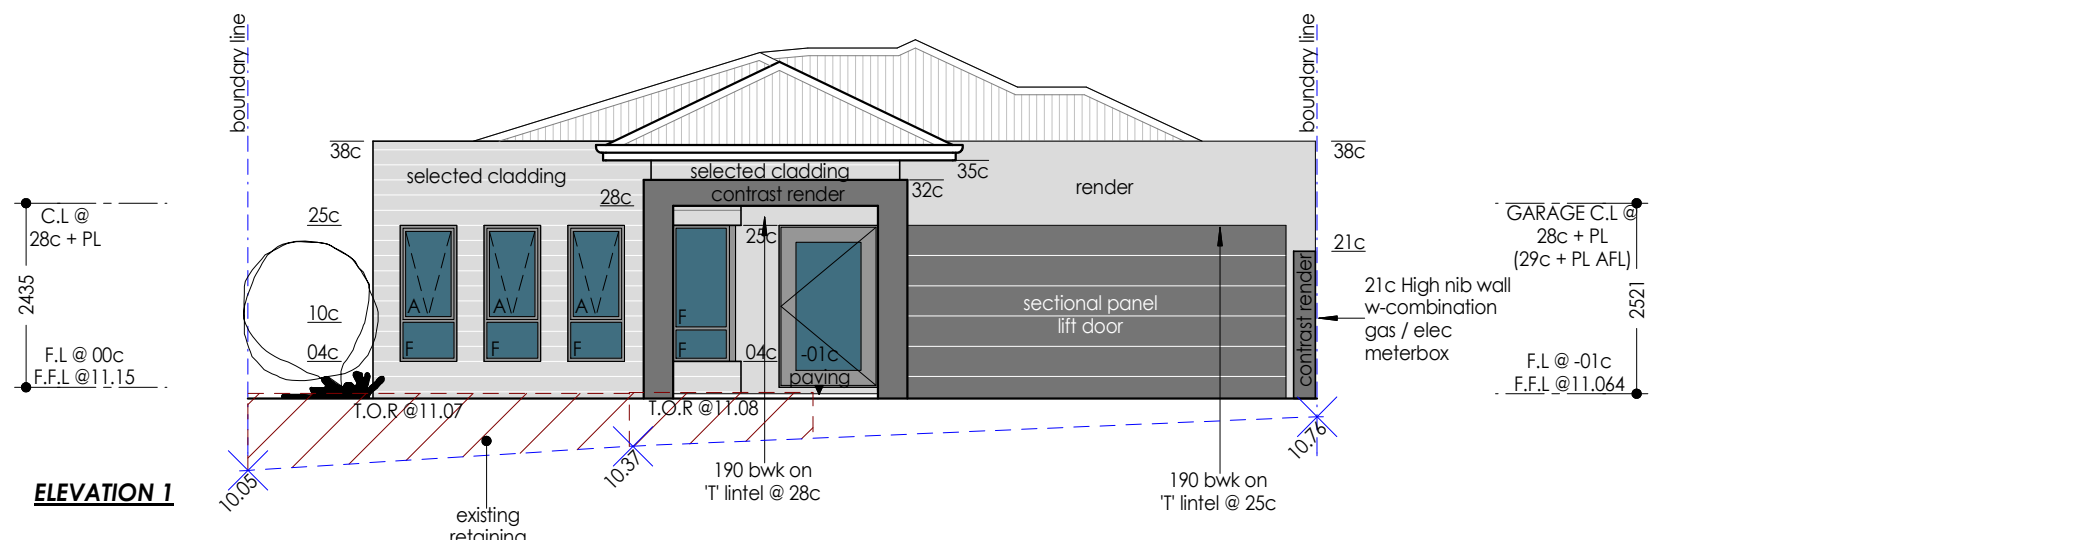 boundary line
boundary line
38c
38c
selected cladding
selected cladding
35c
contrast render
32c
render
28c
C.L @
28c + PL
25c
25c
GARAGE C.L @
28c + PL
(29c + PL AFL)
21c
2435
2521
A
A
A
F
F
F
F
F
10c
04c
04c
-01c
paving
sectional panel
lift door
contrast render
21c High nib wall
w-combination
gas / elec
meterbox
F.L @ 00c
F.F.L @11.15
F.L @ -01c
F.F.L @11.064
T.O.R @11.07
T.O.R @11.08
10.05
10.37
10.76
190 bwk on
'T' lintel @ 28c
190 bwk on
'T' lintel @ 25c
ELEVATION 1
existing
retaining